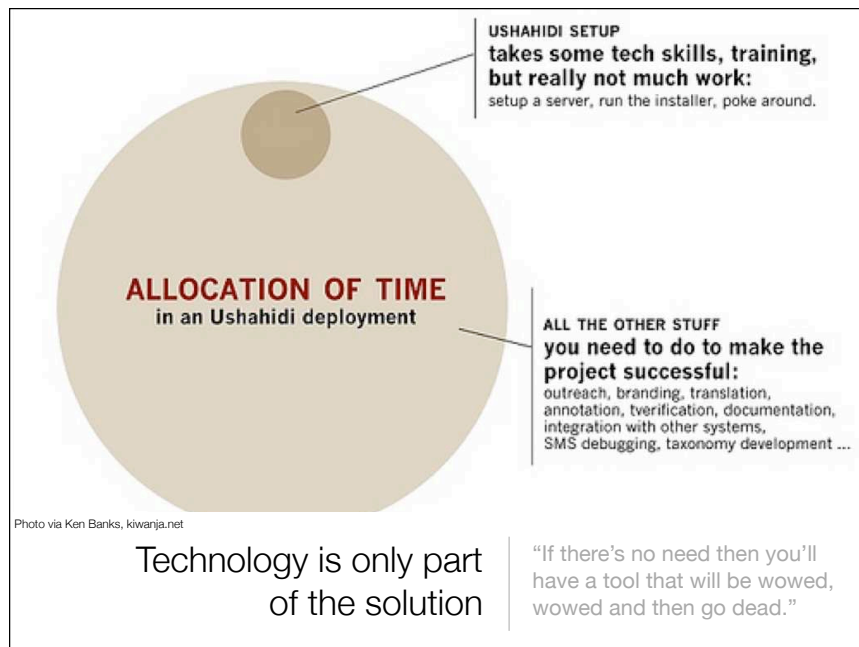 USHAHIDI SETUP
takes some tech skills, training,
but really not much work:
setup a server, run the installer, poke around.
ALLOCATION OF TIME
in an Ushahidi deployment
ALL THE OTHER STUFF
you need to do to make the
project successful:
outreach, branding, translation,
annotation, tverification, documentation,
integration with other systems,
SMS debugging, taxonomy development ...
Photo via Ken Banks, kiwanja.net
Technology is only part
of the solution
“If there’s no need then you’ll
have a tool that will be wowed,
wowed and then go dead.”